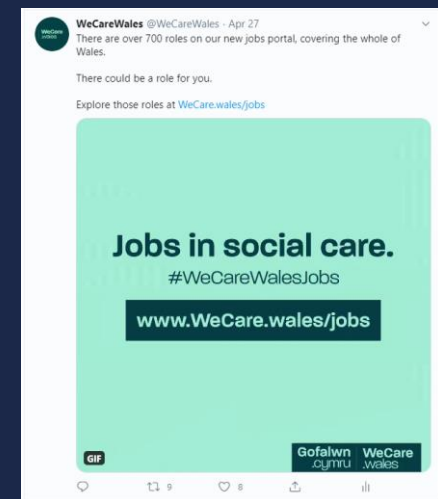 WeCare
WeCareWales @WeCareWales · Apr 27
There are over 700 roles on our new jobs portal, covering the whole of
Wales.
There could be a role for you.
Explore those roles at WeCare.wales/jobs
Jobs in social care.
#WeCareWalesJobs
www.WeCare.wales/jobs
GIF
Gofalwn
.cymru
WeCare
.wales
9
8